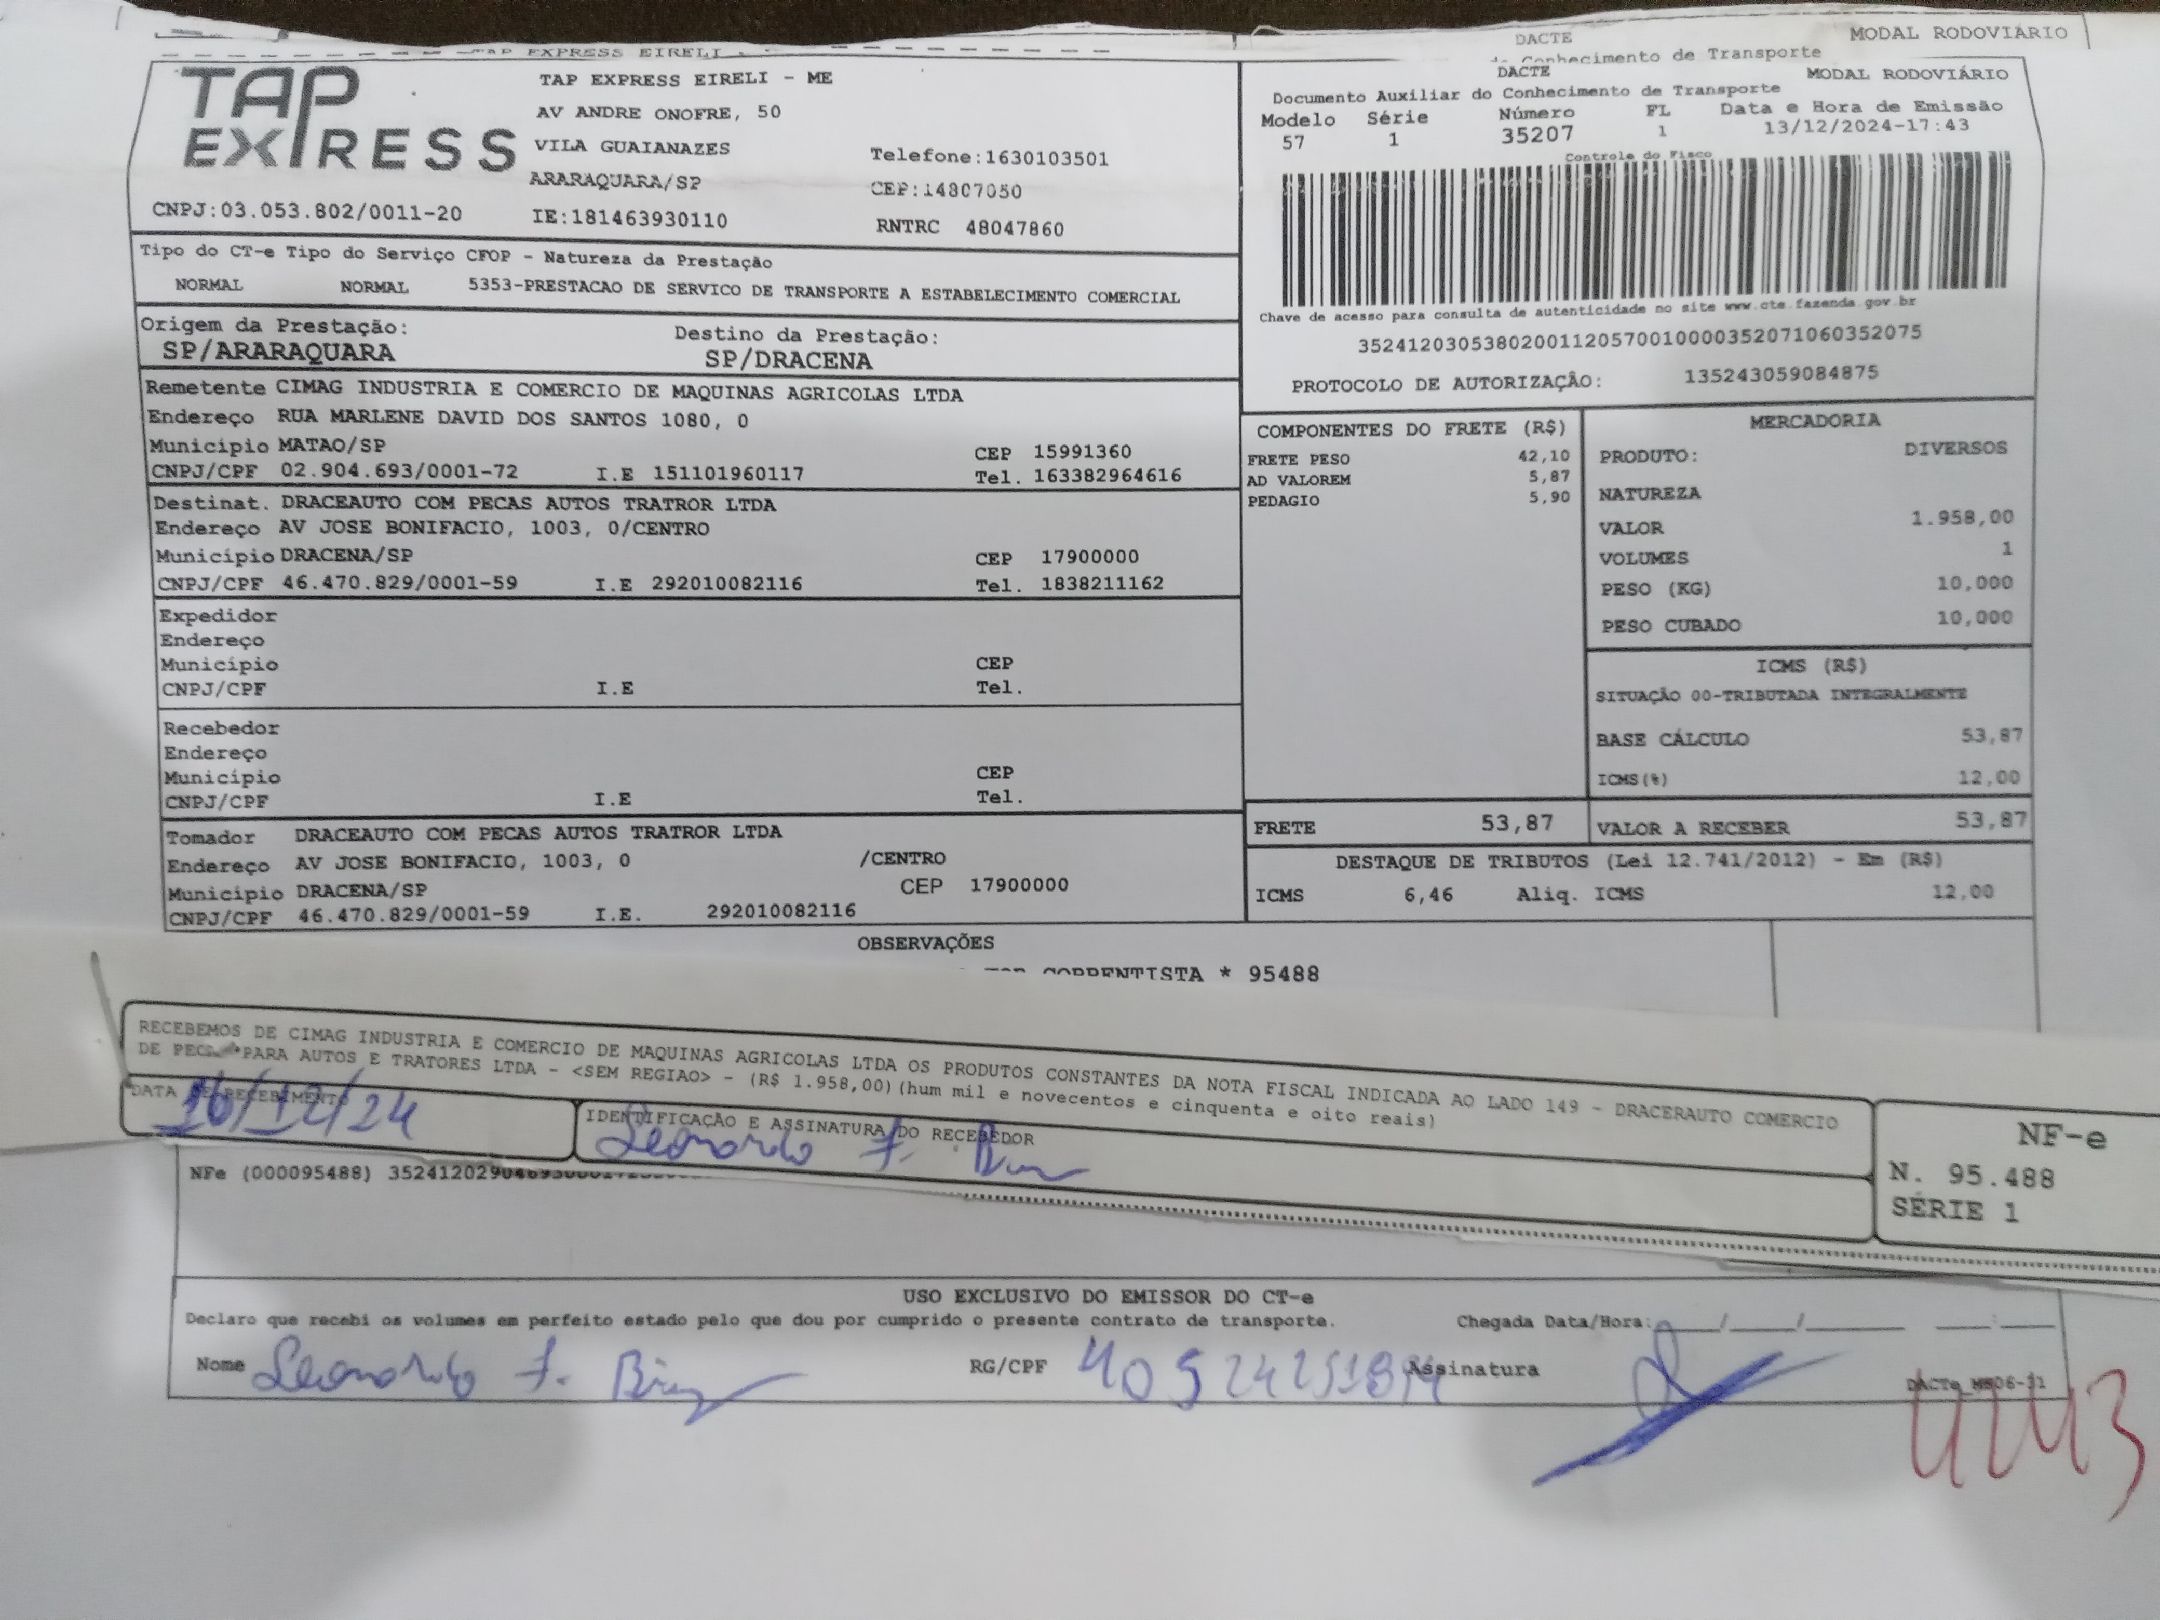 TAP EXPRESS EIRELI
DACTE
MODAL RODOVIARIO
Conhecimento de Transporte
TAP EXPRESS
TAP EXPRESS EIRELI - ME
AV ANDRE ONOFRE, 50
VILA GUAIANAZES
Telefone:1630103501
ARARAQUARA/SP
CEP:14807050
CNPJ:03.053.802/0011-20
IE:181463930110
RNTRC 48047860
DACTE
MODAL RODOVIÁRIO
Documento Auxiliar do Conhecimento de Transporte
Modelo Série Número FL Data e Hora de Emissão
57 1 35207 1 13/12/2024-17:43
Controle do Fisco
Chave de acesso para consulta de autenticidade no site www.cte.fazenda.gov.br
35241203053802001120570010000352071060352075
PROTOCOLO DE AUTORIZAÇÃO: 135243059084875
Tipo do CT-e Tipo do Serviço CFOP - Natureza da Prestação
NORMAL NORMAL 5353-PRESTACAO DE SERVICO DE TRANSPORTE A ESTABELECIMENTO COMERCIAL
Origem da Prestação: Destino da Prestação:
SP/ARARAQUARA SP/DRACENA
Remetente CIMAG INDUSTRIA E COMERCIO DE MAQUINAS AGRICOLAS LTDA
Endereço RUA MARLENE DAVID DOS SANTOS 1080, 0
Município MATAO/SP CEP 15991360
CNPJ/CPF 02.904.693/0001-72 I.E 151101960117 Tel. 163382964616
Destinat. DRACEAUTO COM PECAS AUTOS TRATROR LTDA
Endereço AV JOSE BONIFACIO, 1003, 0/CENTRO
Município DRACENA/SP CEP 17900000
CNPJ/CPF 46.470.829/0001-59 I.E 292010082116 Tel. 1838211162
Expedidor
Endereço
Município CEP
CNPJ/CPF I.E Tel.
Recebedor
Endereço
Município CEP
CNPJ/CPF I.E Tel.
Tomador DRACEAUTO COM PECAS AUTOS TRATROR LTDA
Endereço AV JOSE BONIFACIO, 1003, 0 /CENTRO
Município DRACENA/SP CEP 17900000
CNPJ/CPF 46.470.829/0001-59 I.E. 292010082116
COMPONENTES DO FRETE (R$)
FRETE PESO 42,10
AD VALOREM 5,87
PEDAGIO 5,90
MERCADORIA
PRODUTO: DIVERSOS
NATUREZA
VALOR 1.958,00
VOLUMES 1
PESO (KG) 10,000
PESO CUBADO 10,000
ICMS (R$)
SITUAÇÃO 00-TRIBUTADA INTEGRALMENTE
BASE CÁLCULO 53,87
ICMS(%) 12,00
FRETE 53,87 VALOR A RECEBER 53,87
DESTAQUE DE TRIBUTOS (Lei 12.741/2012) - Em (R$)
ICMS 6,46 Aliq. ICMS 12,00
OBSERVAÇÕES
CORRENTISTA * 95488
RECEBEMOS DE CIMAG INDUSTRIA E COMERCIO DE MAQUINAS AGRICOLAS LTDA OS PRODUTOS CONSTANTES DA NOTA FISCAL INDICADA AO LADO 149 - DRACERAUTO COMERCIO
DE PARA AUTOS E TRATORES LTDA - <SEM REGIAO> - (R$ 1.958,00)(hum mil e novecentos e cinquenta e oito reais)
DATA DE RECEBIMENTO
16/12/24
IDENTIFICAÇÃO E ASSINATURA DO RECEBEDOR
Leonardo F.
NF-e
N. 95.488
SÉRIE 1
NFe (000095488)
USO EXCLUSIVO DO EMISSOR DO CT-e
Declaro que recebi os volumes em perfeito estado pelo que dou por cumprido o presente contrato de transporte. Chegada Data/Hora: / / :
Nome Leonardo F. RG/CPF Assinatura